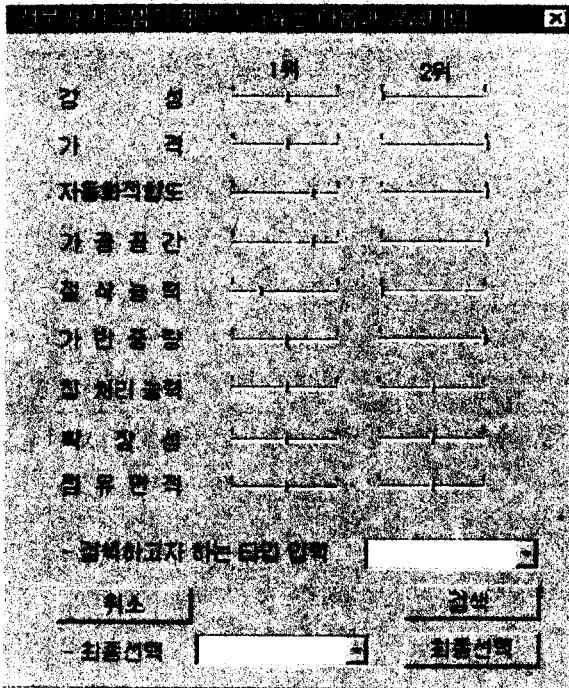 1위 2위
강 성
가 격
자동화적합도
가 공 공 간
절 삭 능 력
가 반 중 량
칩 처리 능력
확 장 성
점 유 면 적
- 검색하고자 하는 타입 입력
취소 검색
- 최종선택 최종선택